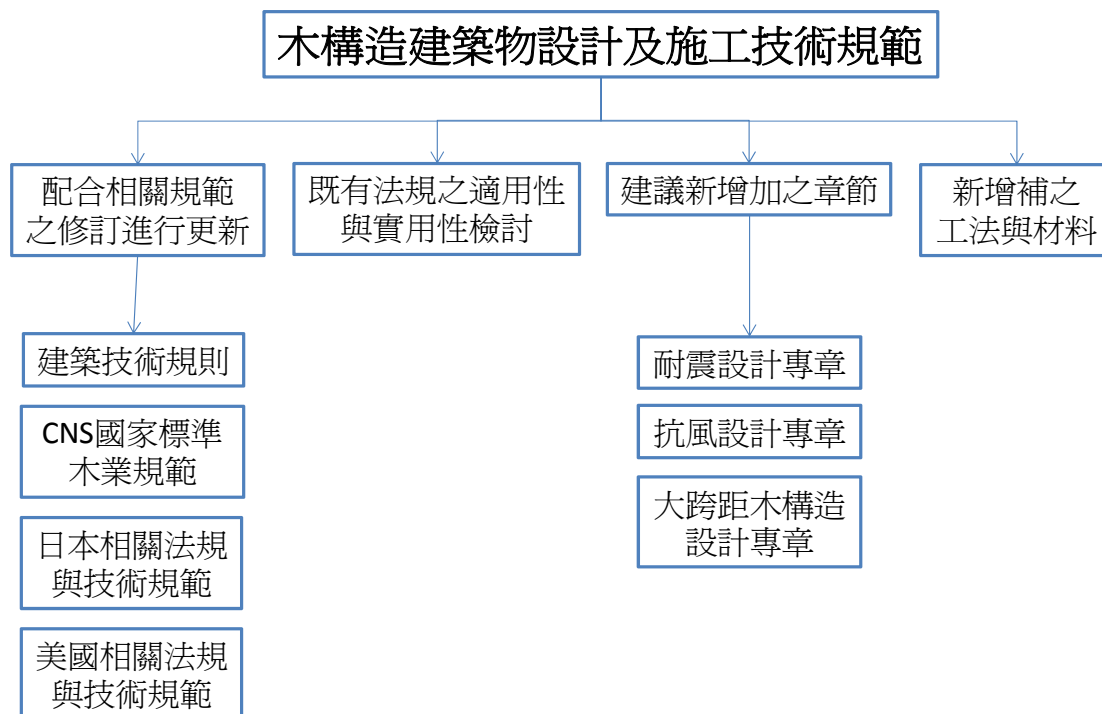 木構造建築物設計及施工技術規範
配合相關規範
之修訂進行更新
既有法規之適用性
與實用性檢討
建議新增加之章節
新增補之
工法與材料
建築技術規則
CNS國家標準
木業規範
日本相關法規
與技術規範
美國相關法規
與技術規範
耐震設計專章
抗風設計專章
大跨距木構造
設計專章